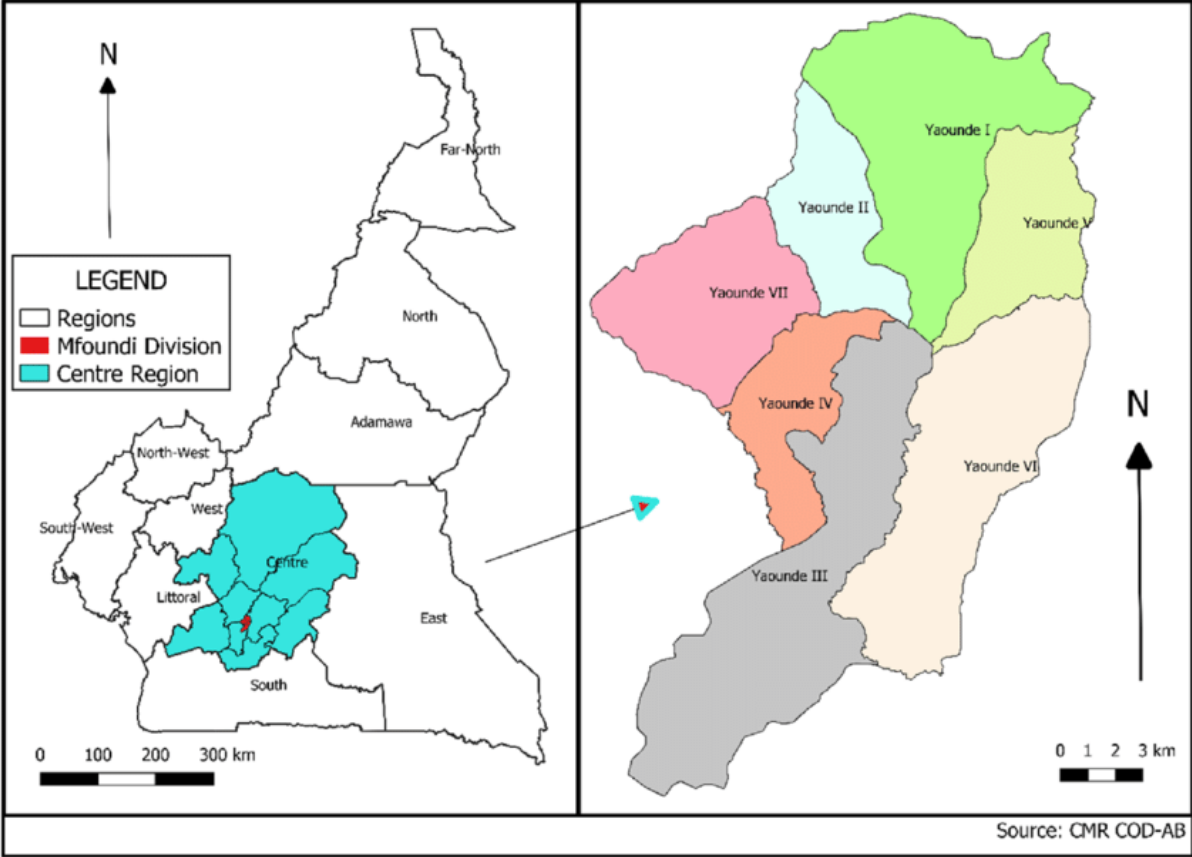 N
Far-North
LEGEND
Regions
Mfoundi Division
Centre Region
North
Adamawa
North-West
West
South-West
Centre
Littoral
East
South
0 100 200 300 km
Yaounde I
Yaounde II
Yaounde V
Yaounde VII
Yaounde IV
N
Yaounde VI
Yaounde III
0 1 2 3 km
Source: CMR COD-AB